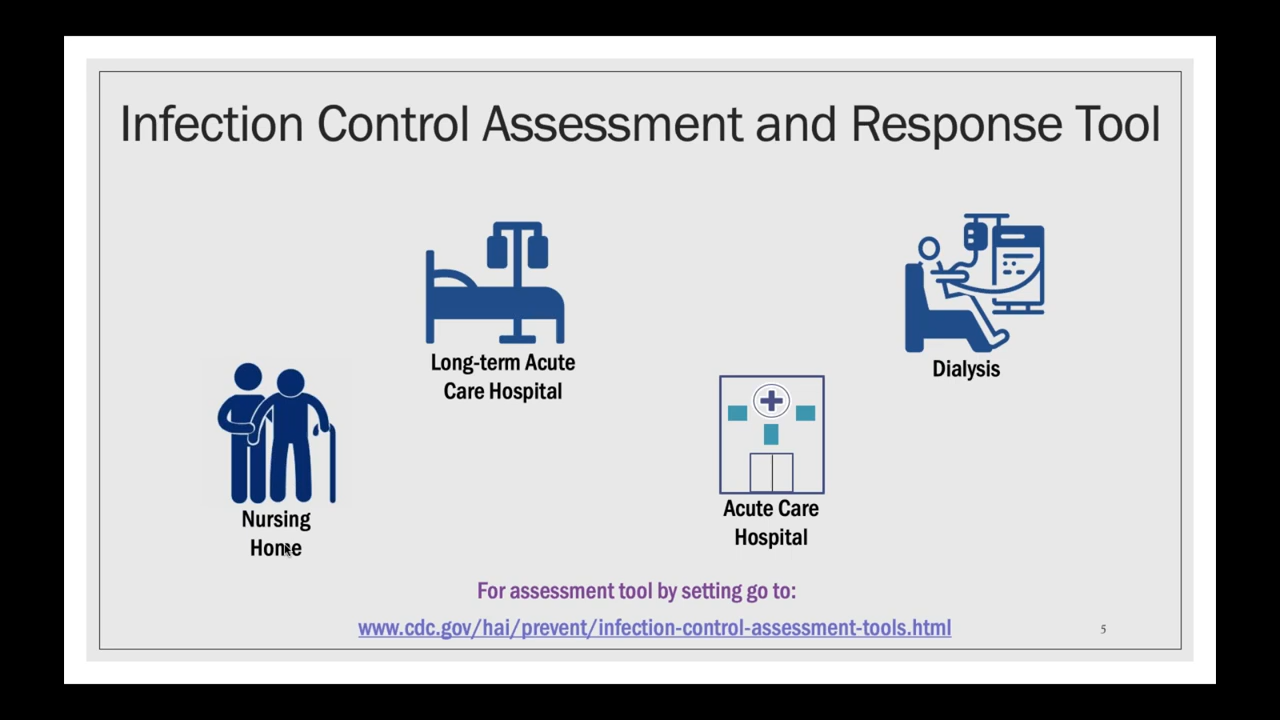 Infection Control Assessment and Response Tool
Long-term Acute
Care Hospital
Dialysis
Nursing
Home
Acute Care
Hospital
For assessment tool by setting go to:
www.cdc.gov/hai/prevent/infection-control-assessment-tools.html
5